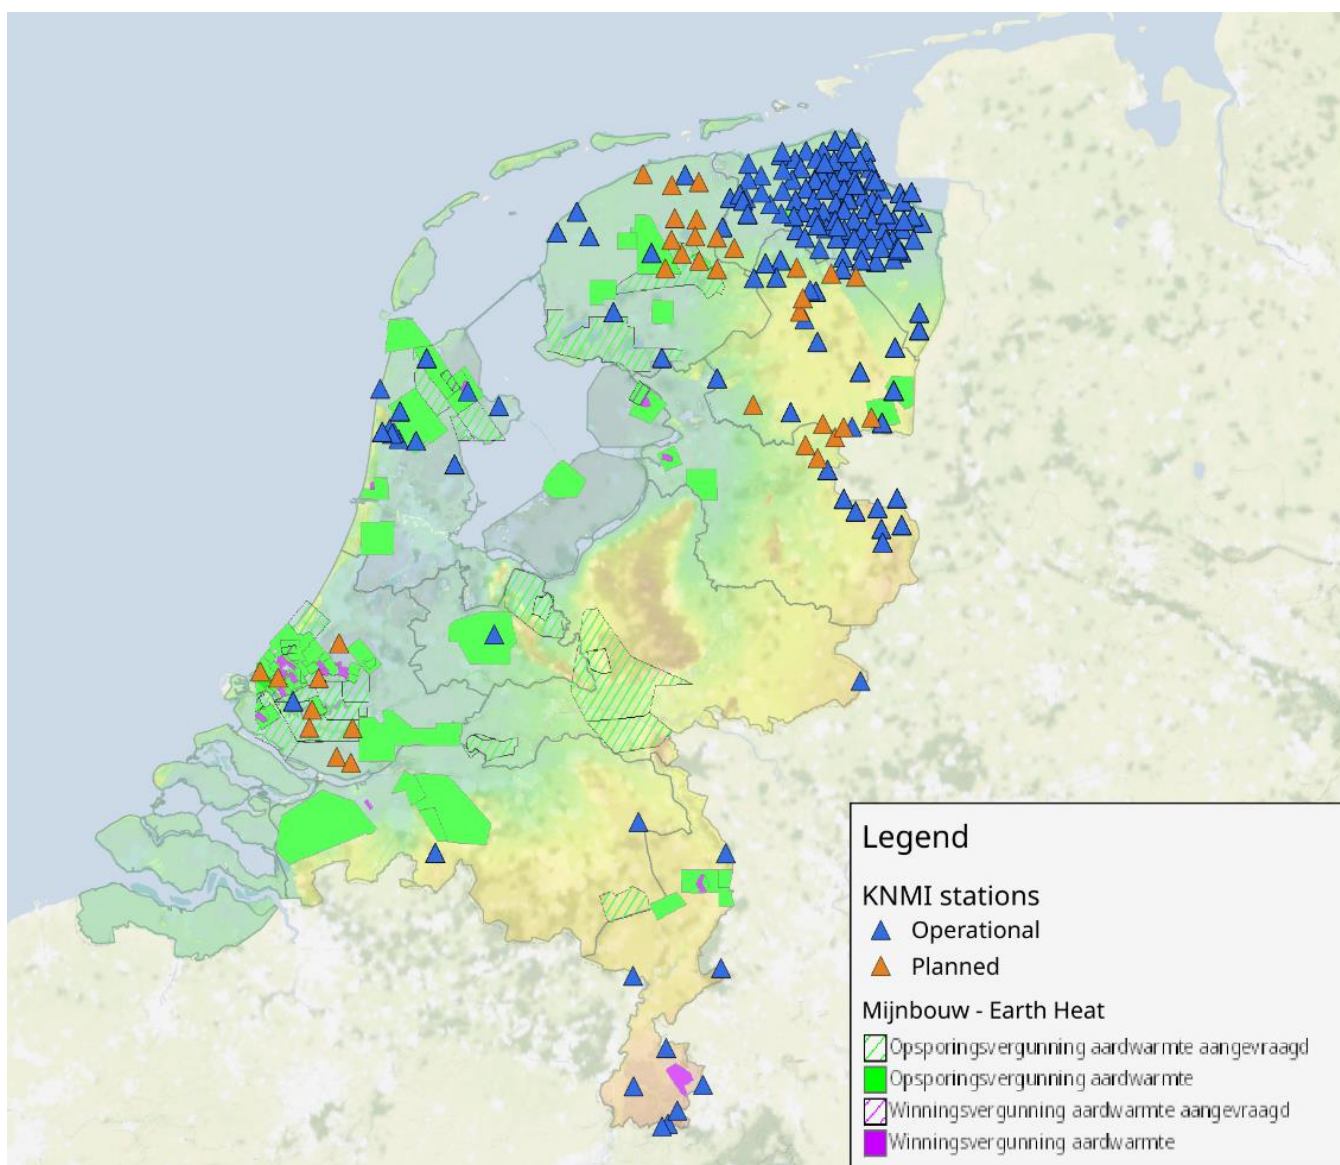 Legend
KNMI stations
Operational
Planned
Mijnbouw - Earth Heat
Opsporingsvergunning aardwarmte aangevraagd
Opsporingsvergunning aardwarmte
Winningsvergunning aardwarmte aangevraagd
Winningsvergunning aardwarmte